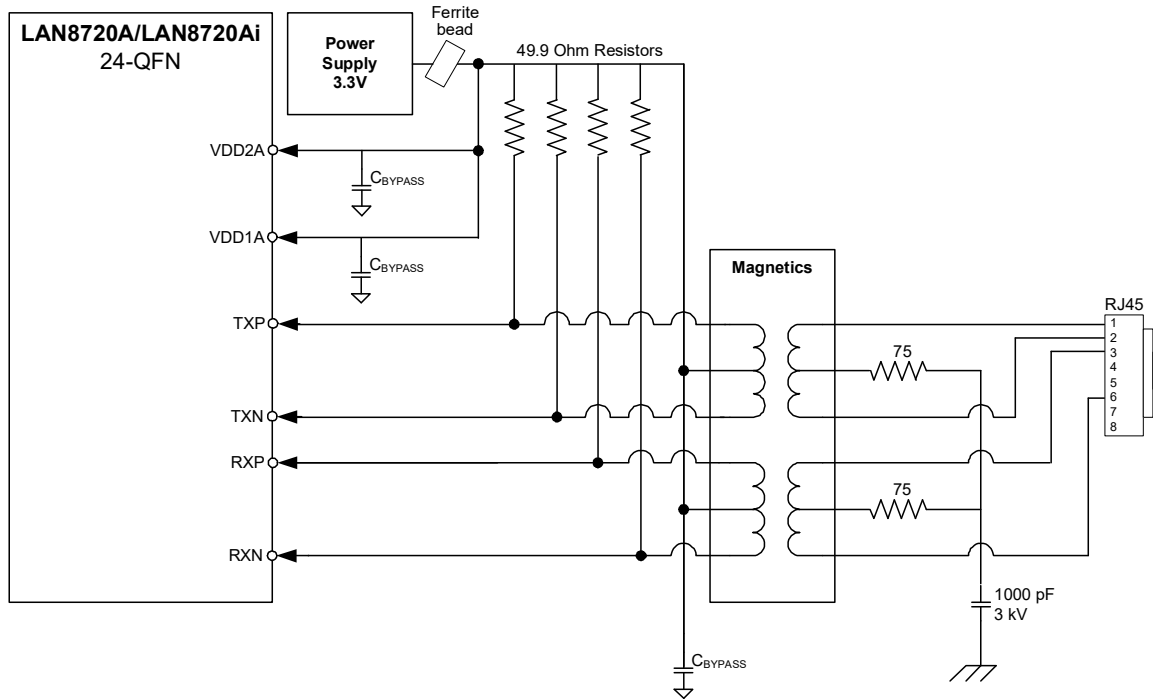 LAN8720A/LAN8720Ai
24-QFN
Power
Supply
3.3V
Ferrite
bead
49.9 Ohm Resistors
VDD2A
CBYPASS
VDD1A
CBYPASS
Magnetics
TXP
RJ45
1
2
3
4
5
6
7
8
75
TXN
RXP
75
RXN
1000 pF
3 kV
CBYPASS